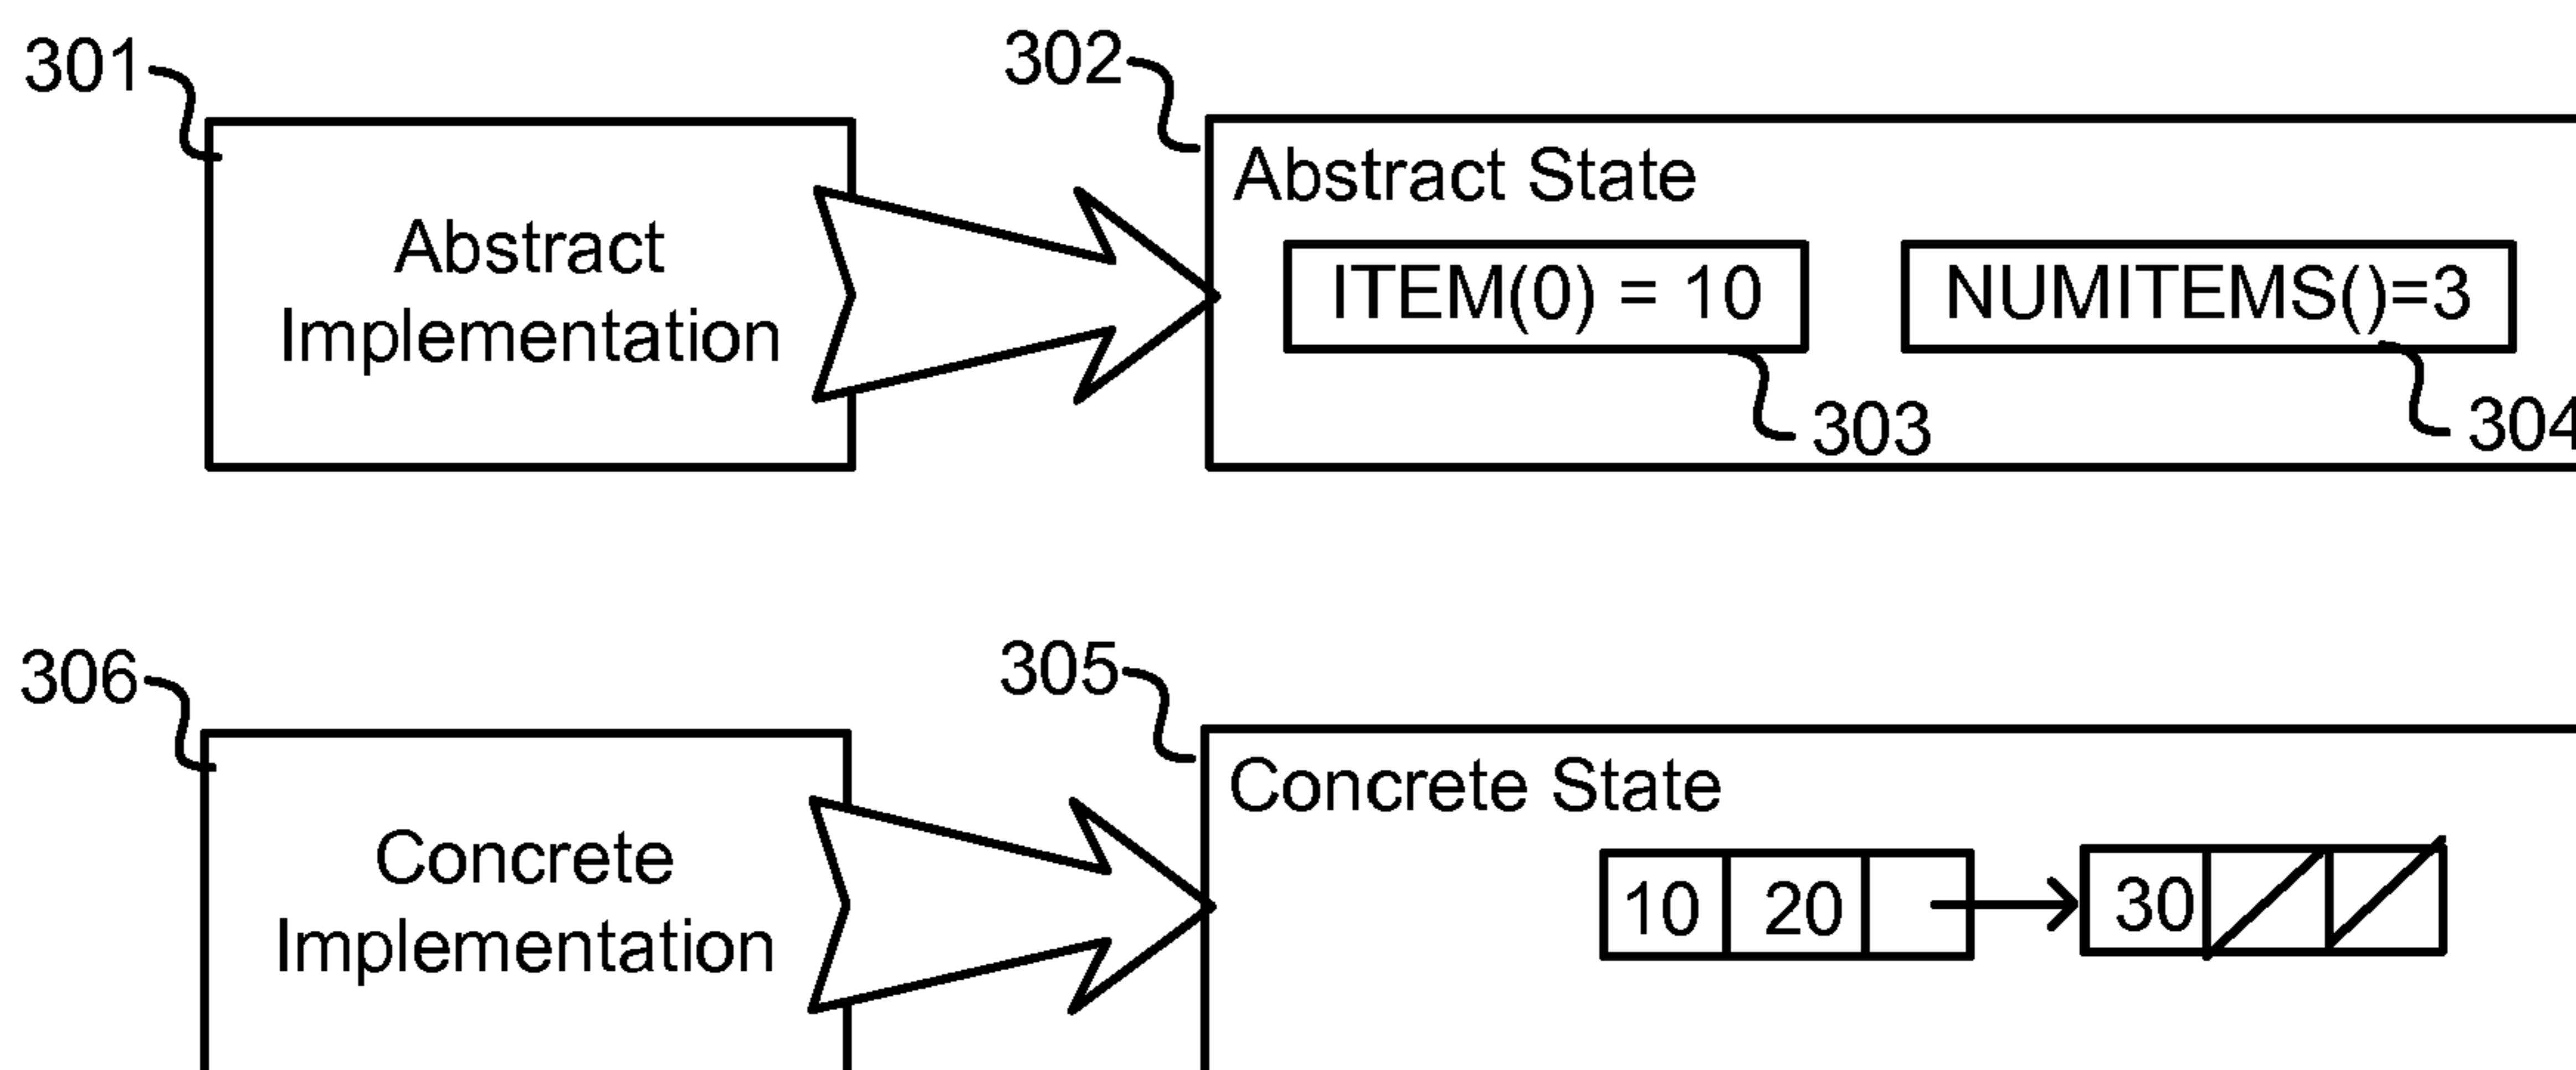 301
302
Abstract State
Abstract
Implementation
ITEM(0) = 10
NUMITEMS()=3
303
304
306
305
Concrete State
Concrete
Implementation
10 20
30